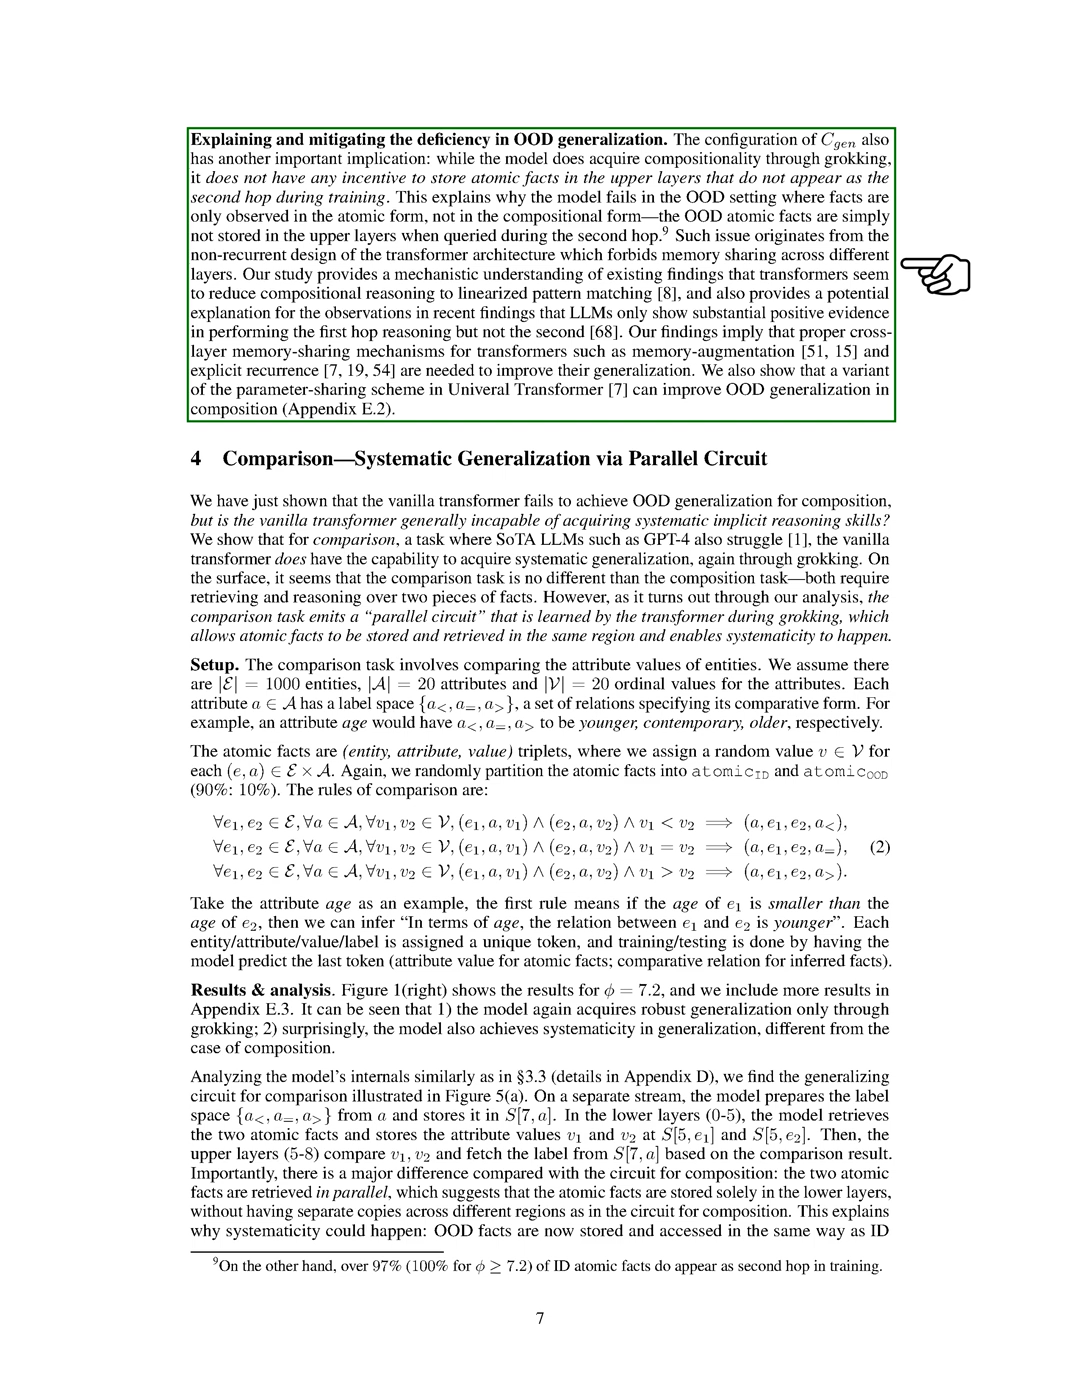 Explaining and mitigating the deficiency in OOD generalization. The configuration of C_gen also
has another important implication: while the model does acquire compositionality through grokking,
it does not have any incentive to store atomic facts in the upper layers that do not appear as the
second hop during training. This explains why the model fails in the OOD setting where facts are
only observed in the atomic form, not in the compositional form—the OOD atomic facts are simply
not stored in the upper layers when queried during the second hop.⁹ Such issue originates from the
non-recurrent design of the transformer architecture which forbids memory sharing across different
layers. Our study provides a mechanistic understanding of existing findings that transformers seem
to reduce compositional reasoning to linearized pattern matching [8], and also provides a potential
explanation for the observations in recent findings that LLMs only show substantial positive evidence
in performing the first hop reasoning but not the second [68]. Our findings imply that proper cross-
layer memory-sharing mechanisms for transformers such as memory-augmentation [51, 15] and
explicit recurrence [7, 19, 54] are needed to improve their generalization. We also show that a variant
of the parameter-sharing scheme in Univeral Transformer [7] can improve OOD generalization in
composition (Appendix E.2).
4 Comparison—Systematic Generalization via Parallel Circuit
We have just shown that the vanilla transformer fails to achieve OOD generalization for composition,
but is the vanilla transformer generally incapable of acquiring systematic implicit reasoning skills?
We show that for comparison, a task where SoTA LLMs such as GPT-4 also struggle [1], the vanilla
transformer does have the capability to acquire systematic generalization, again through grokking. On
the surface, it seems that the comparison task is no different than the composition task—both require
retrieving and reasoning over two pieces of facts. However, as it turns out through our analysis, the
comparison task emits a “parallel circuit” that is learned by the transformer during grokking, which
allows atomic facts to be stored and retrieved in the same region and enables systematicity to happen.
Setup. The comparison task involves comparing the attribute values of entities. We assume there
are |ℰ| = 1000 entities, |𝒜| = 20 attributes and |𝒱| = 20 ordinal values for the attributes. Each
attribute a ∈ 𝒜 has a label space {a_<, a_=, a_>}, a set of relations specifying its comparative form. For
example, an attribute age would have a_<, a_=, a_> to be younger, contemporary, older, respectively.
The atomic facts are (entity, attribute, value) triplets, where we assign a random value v ∈ 𝒱 for
each (e, a) ∈ ℰ × 𝒜. Again, we randomly partition the atomic facts into atomic_ID and atomic_OOD
(90%: 10%). The rules of comparison are:
∀e₁, e₂ ∈ ℰ, ∀a ∈ 𝒜, ∀v₁, v₂ ∈ 𝒱, (e₁, a, v₁) ∧ (e₂, a, v₂) ∧ v₁ < v₂ ⟹ (a, e₁, e₂, a_<),
∀e₁, e₂ ∈ ℰ, ∀a ∈ 𝒜, ∀v₁, v₂ ∈ 𝒱, (e₁, a, v₁) ∧ (e₂, a, v₂) ∧ v₁ = v₂ ⟹ (a, e₁, e₂, a_=), (2)
∀e₁, e₂ ∈ ℰ, ∀a ∈ 𝒜, ∀v₁, v₂ ∈ 𝒱, (e₁, a, v₁) ∧ (e₂, a, v₂) ∧ v₁ > v₂ ⟹ (a, e₁, e₂, a_>).
Take the attribute age as an example, the first rule means if the age of e₁ is smaller than the
age of e₂, then we can infer “In terms of age, the relation between e₁ and e₂ is younger”. Each
entity/attribute/value/label is assigned a unique token, and training/testing is done by having the
model predict the last token (attribute value for atomic facts; comparative relation for inferred facts).
Results & analysis. Figure 1(right) shows the results for ϕ = 7.2, and we include more results in
Appendix E.3. It can be seen that 1) the model again acquires robust generalization only through
grokking; 2) surprisingly, the model also achieves systematicity in generalization, different from the
case of composition.
Analyzing the model’s internals similarly as in §3.3 (details in Appendix D), we find the generalizing
circuit for comparison illustrated in Figure 5(a). On a separate stream, the model prepares the label
space {a_<, a_=, a_>} from a and stores it in S[7, a]. In the lower layers (0-5), the model retrieves
the two atomic facts and stores the attribute values v₁ and v₂ at S[5, e₁] and S[5, e₂]. Then, the
upper layers (5-8) compare v₁, v₂ and fetch the label from S[7, a] based on the comparison result.
Importantly, there is a major difference compared with the circuit for composition: the two atomic
facts are retrieved in parallel, which suggests that the atomic facts are stored solely in the lower layers,
without having separate copies across different regions as in the circuit for composition. This explains
why systematicity could happen: OOD facts are now stored and accessed in the same way as ID
⁹On the other hand, over 97% (100% for ϕ ≥ 7.2) of ID atomic facts do appear as second hop in training.
7